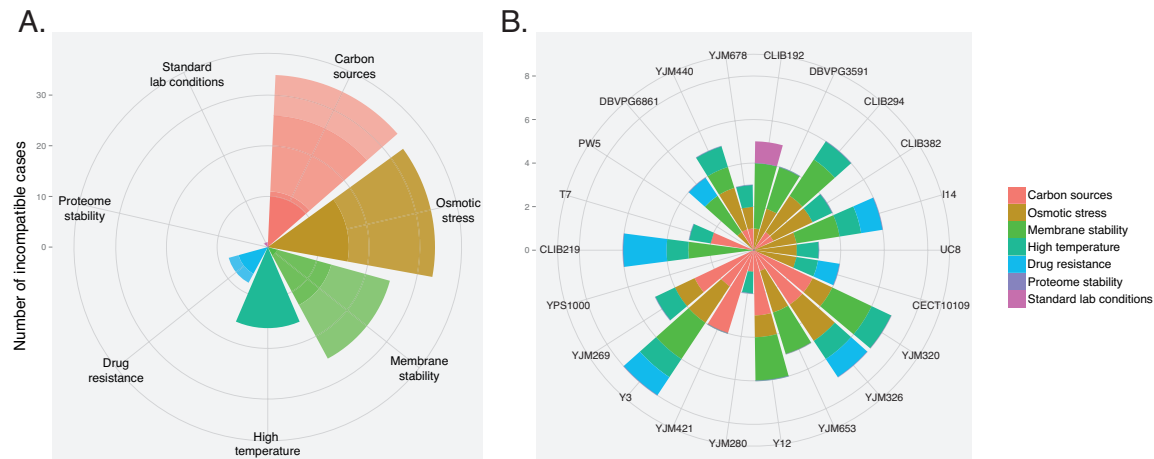 A.
Number of incompatible cases
30
20
10
0
Standard
lab conditions
Carbon
sources
Osmotic
stress
Membrane
stability
High
temperature
Drug
resistance
Proteome
stability
B.
8
6
4
2
0
YJM678
CLIB192
DBVPG3591
CLIB294
CLIB382
I14
UC8
CECT10109
YJM320
YJM326
YJM653
Y12
YJM280
YJM421
Y3
YJM269
YPS1000
CLIB219
T7
PW5
DBVPG6861
YJM440
Carbon sources
Osmotic stress
Membrane stability
High temperature
Drug resistance
Proteome stability
Standard lab conditions